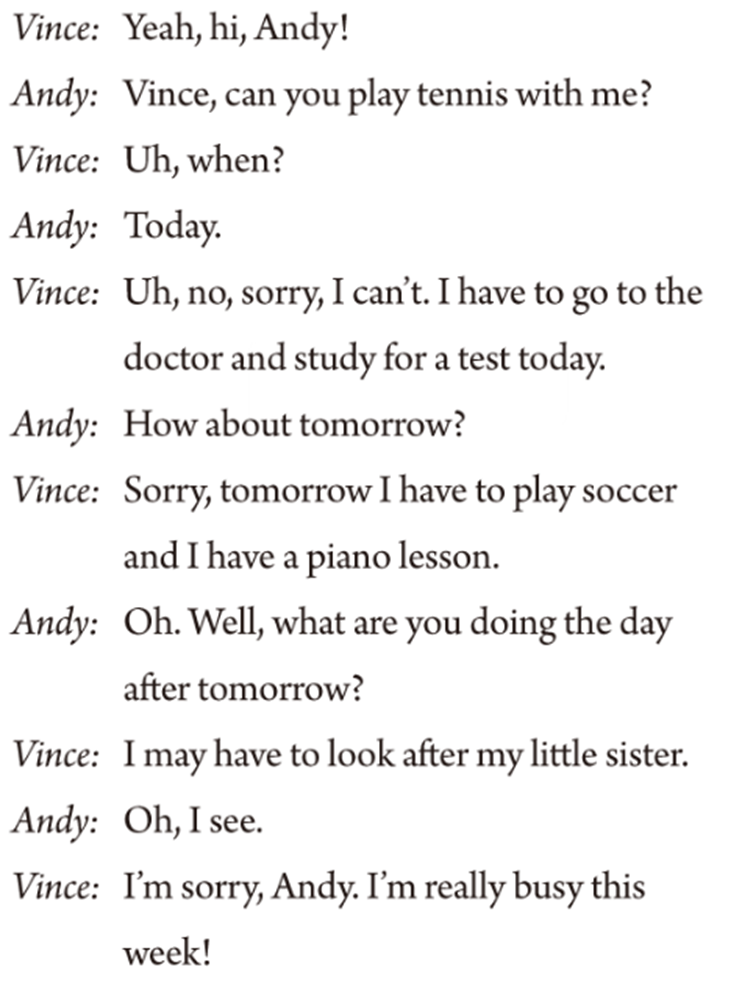 Vince: Yeah, hi, Andy!
Andy: Vince, can you play tennis with me?
Vince: Uh, when?
Andy: Today.
Vince: Uh, no, sorry, I can’t. I have to go to the
doctor and study for a test today.
Andy: How about tomorrow?
Vince: Sorry, tomorrow I have to play soccer
and I have a piano lesson.
Andy: Oh. Well, what are you doing the day
after tomorrow?
Vince: I may have to look after my little sister.
Andy: Oh, I see.
Vince: I’m sorry, Andy. I’m really busy this
week!